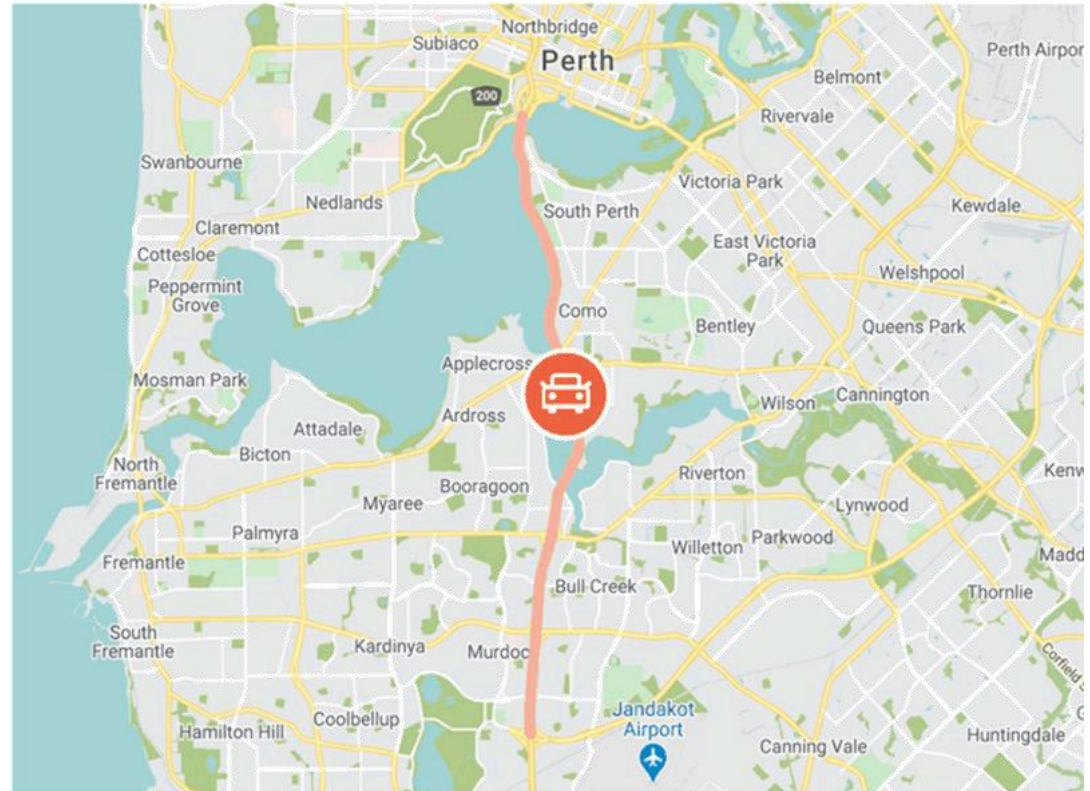 Northbridge
Subiaco
Perth
Perth Airpor
200
Belmont
Rivervale
Swanbourne
Nedlands
Victoria Park
Claremont
South Perth
Kewdale
Cottesloe
East Victoria
Park
Welshpool
Peppermint
Grove
Como
Bentley
Queens Park
Applecross
Mosman Park
Cannington
Wilson
Ardross
Attadale
Bicton
North
Fremantle
Riverton
Kenw
Booragoon
Myaree
Lynwood
Palmyra
Parkwood
Willetton
Fremantle
Madd
Bull Creek
Thornlie
South
Fremantle
Kardinya
Murdoc
Corfield S
Jandakot
Airport
Coolbellup
Hamilton Hill
Canning Vale
Huntingdale